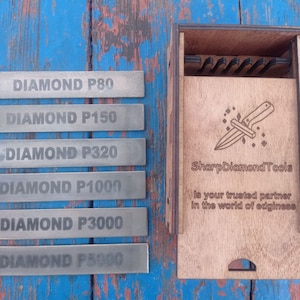 DIAMOND P80
DIAMOND P150
DIAMOND P320
DIAMOND P1000
DIAMOND P3000
DIAMOND P5000
SharpDiamondTools
is your trusted partner
in the world of edginess